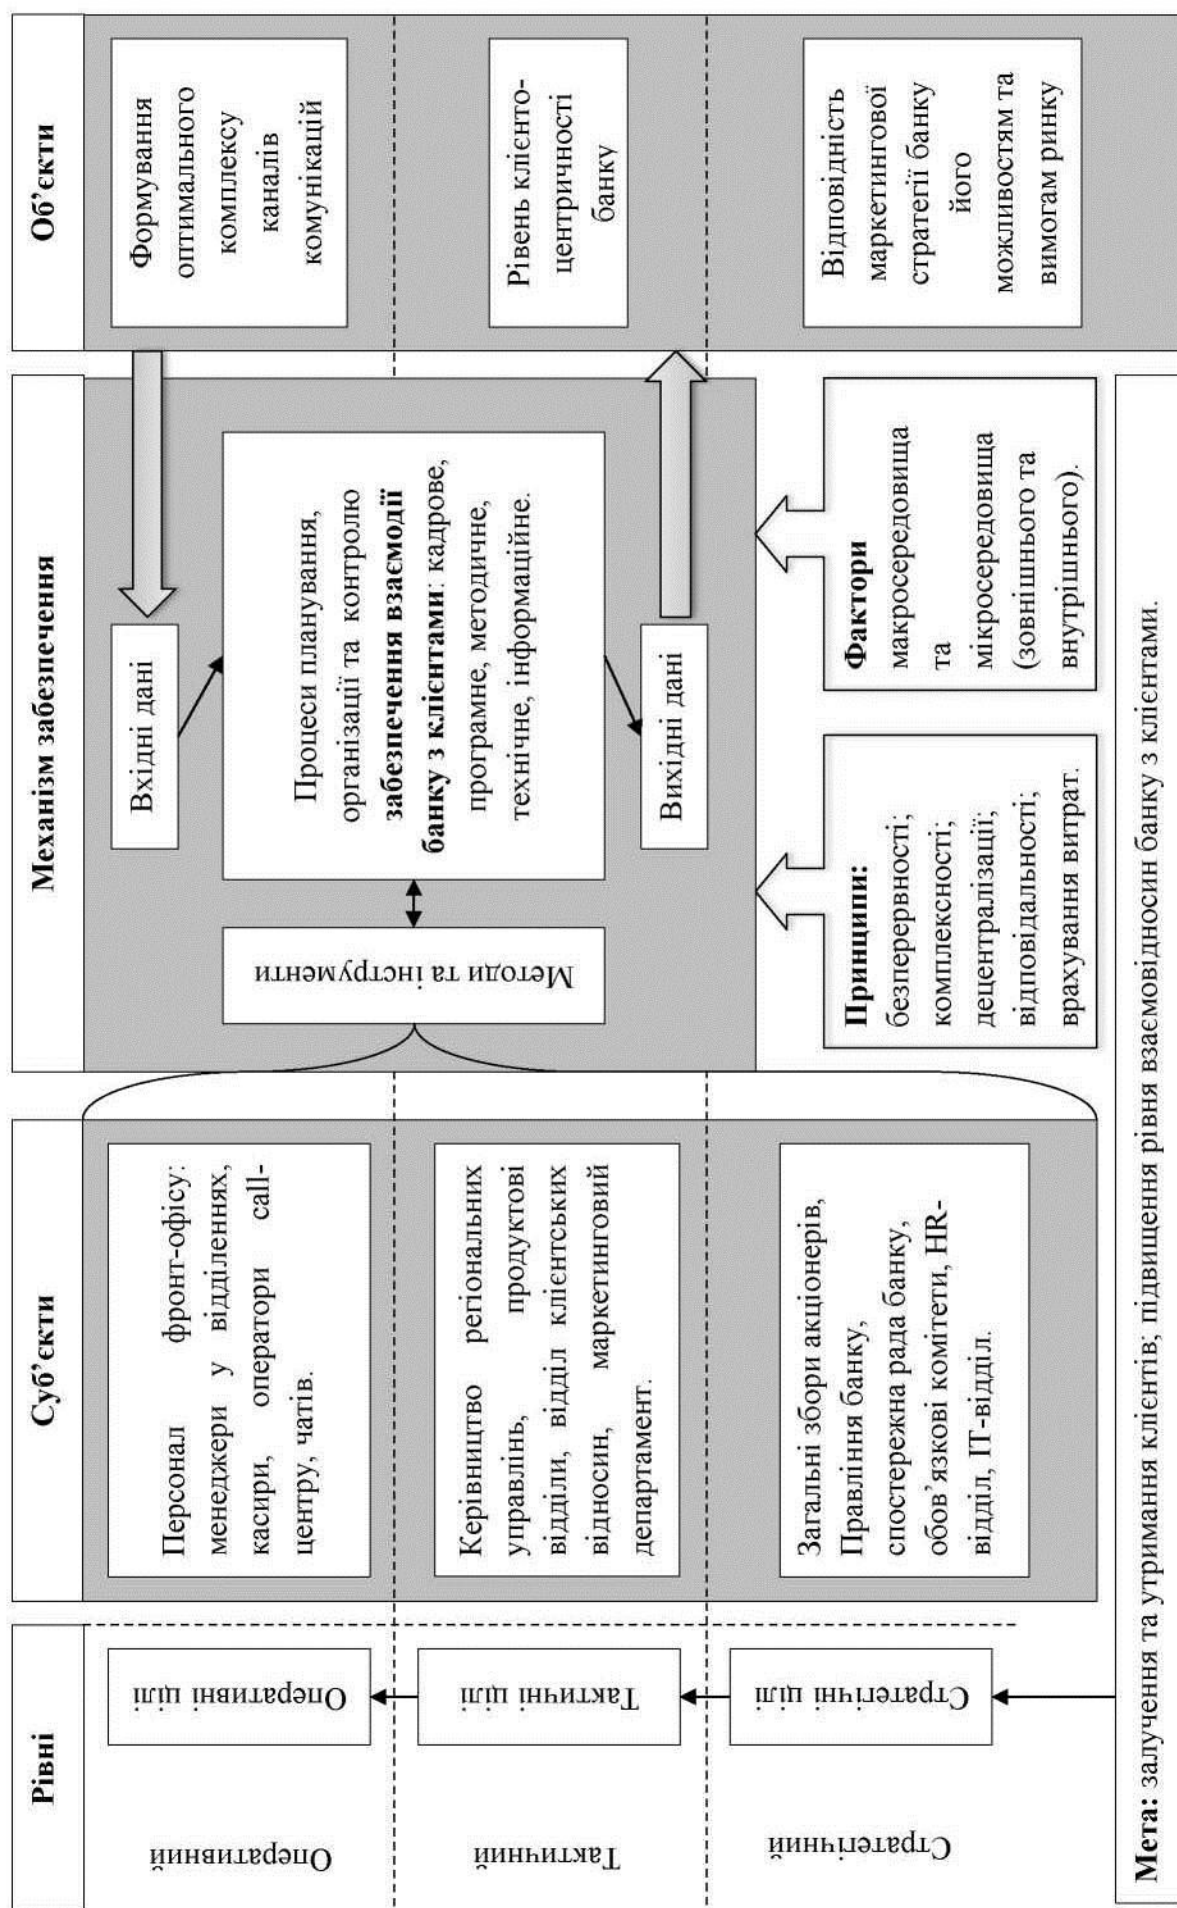 Рівні
Суб’єкти
Механізм забезпечення
Об’єкти
Оперативний
Оперативні цілі
Персонал фронт-офісу:
менеджери у відділеннях,
касири, оператори call-
центру, чатів.
Вхідні дані
Формування
оптимального
комплексу
каналів
комунікацій
Тактичний
Тактичні цілі
Керівництво регіональних
управлінь, продуктові
відділи, відділ клієнтських
відносин, маркетинговий
департамент.
Методи та інструменти
Процеси планування,
організації та контролю
забезпечення взаємодії
банку з клієнтами: кадрове,
програмне, методичне,
технічне, інформаційне.
Вихідні дані
Рівень клієнто-
центричності
банку
Стратегічний
Стратегічні цілі
Загальні збори акціонерів,
Правління банку,
спостережна рада банку,
обов’язкові комітети, HR-
відділ, ІТ-відділ.
Принципи:
безперервності;
комплексності;
децентралізації;
відповідальності;
врахування витрат.
Фактори
макросередовища
та
мікросередовища
(зовнішнього та
внутрішнього).
Відповідність
маркетингової
стратегії банку
його
можливостям та
вимогам ринку
Мета: залучення та утримання клієнтів; підвищення рівня взаємовідносин банку з клієнтами.